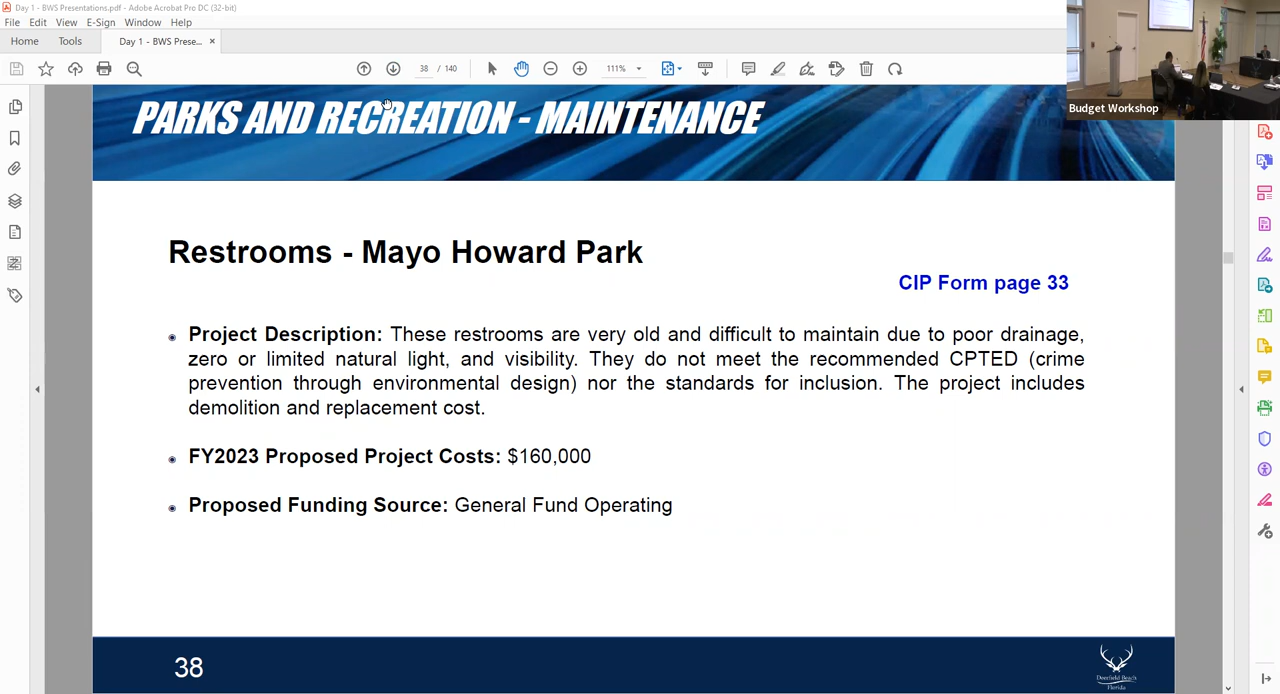 Day 1 - BWS Presentations.pdf - Adobe Acrobat Pro DC (32-bit)
File Edit View E-Sign Window Help
Home Tools Day 1 - BWS Prese... ×
38 / 140 111%
Budget Workshop
PARKS AND RECREATION - MAINTENANCE
Restrooms - Mayo Howard Park
CIP Form page 33
Project Description: These restrooms are very old and difficult to maintain due to poor drainage,
zero or limited natural light, and visibility. They do not meet the recommended CPTED (crime
prevention through environmental design) nor the standards for inclusion. The project includes
demolition and replacement cost.
FY2023 Proposed Project Costs: $160,000
Proposed Funding Source: General Fund Operating
38
Deerfield Beach
Florida